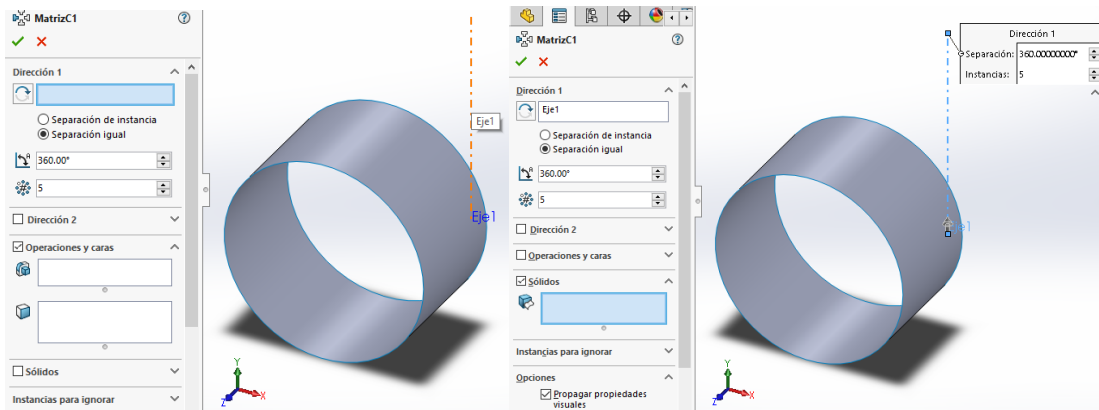 MatrizC1
Dirección 1
Separación de instancia
Separación igual
360.00°
5
Dirección 2
Operaciones y caras
Sólidos
Instancias para ignorar
Eje1
Eje1
Y
X
Z
MatrizC1
Dirección 1
Eje1
Separación de instancia
Separación igual
360.00°
5
Dirección 2
Operaciones y caras
Sólidos
Instancias para ignorar
Opciones
Propagar propiedades
visuales
Dirección 1
Separación: 360.00000000°
Instancias: 5
Y
X
Z